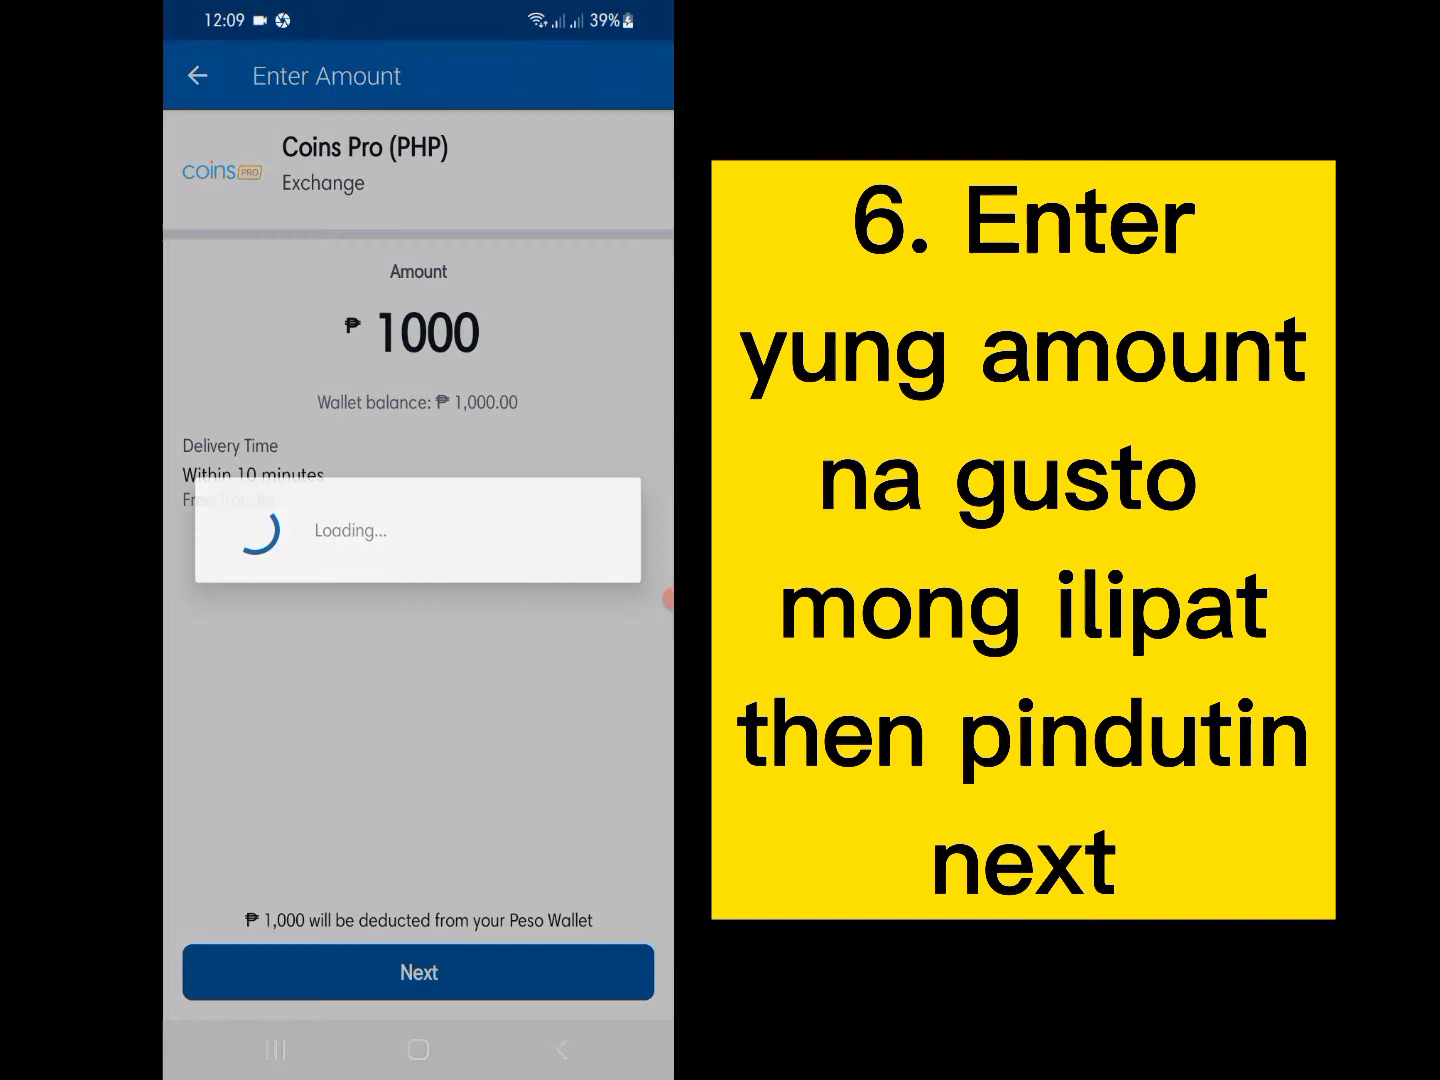 12:09
39%
Enter Amount
coins PRO
Coins Pro (PHP)
Exchange
Amount
₱ 1000
Wallet balance: ₱ 1,000.00
Delivery Time
Within 10 minutes
Free Transfer
Loading...
₱ 1,000 will be deducted from your Peso Wallet
Next
6. Enter
yung amount
na gusto
mong ilipat
then pindutin
next